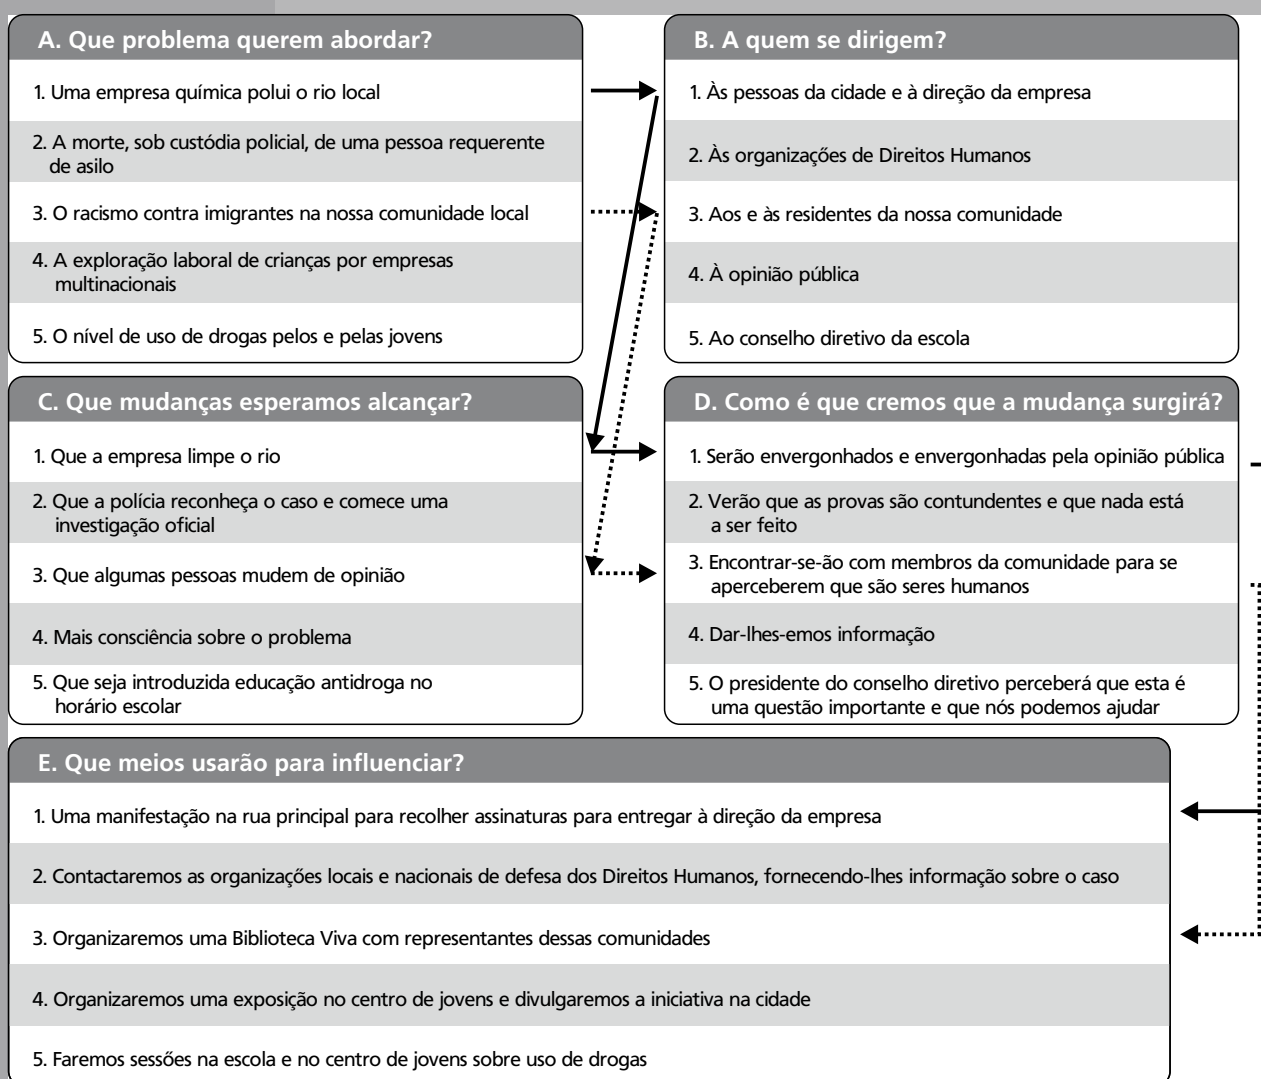 A. Que problema querem abordar?
1. Uma empresa química polui o rio local
2. A morte, sob custódia policial, de uma pessoa requerente
de asilo
3. O racismo contra imigrantes na nossa comunidade local
4. A exploração laboral de crianças por empresas
multinacionais
5. O nível de uso de drogas pelos e pelas jovens
B. A quem se dirigem?
1. Às pessoas da cidade e à direção da empresa
2. Às organizações de Direitos Humanos
3. Aos e às residentes da nossa comunidade
4. À opinião pública
5. Ao conselho diretivo da escola
C. Que mudanças esperamos alcançar?
1. Que a empresa limpe o rio
2. Que a polícia reconheça o caso e comece uma
investigação oficial
3. Que algumas pessoas mudem de opinião
4. Mais consciência sobre o problema
5. Que seja introduzida educação antidroga no
horário escolar
D. Como é que cremos que a mudança surgirá?
1. Serão envergonhados e envergonhadas pela opinião pública
2. Verão que as provas são contundentes e que nada está
a ser feito
3. Encontrar-se-ão com membros da comunidade para se
aperceberem que são seres humanos
4. Dar-lhes-emos informação
5. O presidente do conselho diretivo perceberá que esta é
uma questão importante e que nós podemos ajudar
E. Que meios usarão para influenciar?
1. Uma manifestação na rua principal para recolher assinaturas para entregar à direção da empresa
2. Contactaremos as organizações locais e nacionais de defesa dos Direitos Humanos, fornecendo-lhes informação sobre o caso
3. Organizaremos uma Biblioteca Viva com representantes dessas comunidades
4. Organizaremos uma exposição no centro de jovens e divulgaremos a iniciativa na cidade
5. Faremos sessões na escola e no centro de jovens sobre uso de drogas